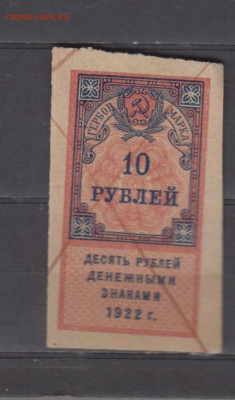 ГЕРБОВ. МАРКА
10
РУБЛЕЙ
ДЕСЯТЬ РУБЛЕЙ
ДЕНЕЖНЫМИ
ЗНАКАМИ
1922 г.